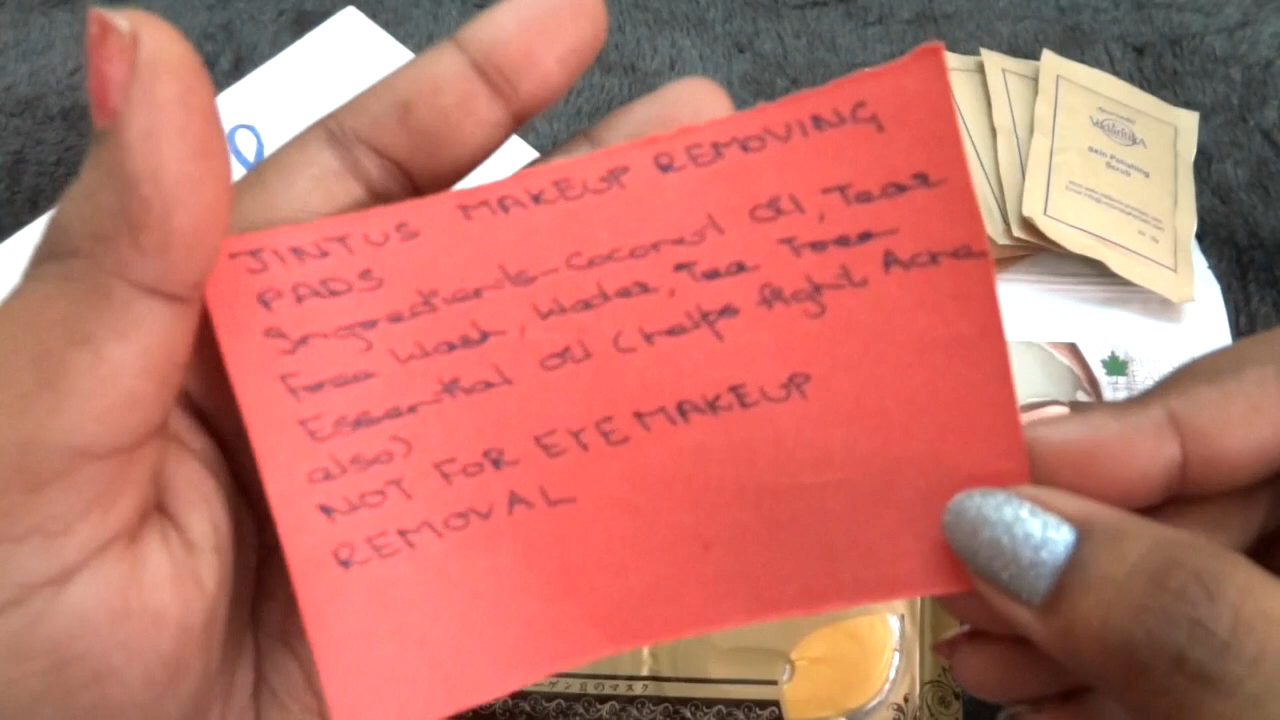 JINTUS MAKEUP REMOVING
PADS
Ingredients-Coconut Oil, Tear
Free Wash, Water, Tea Tree
Essential Oil (helps fight Acne
also)
NOT FOR EYE MAKEUP
REMOVAL
Skin Polishing
Scrub